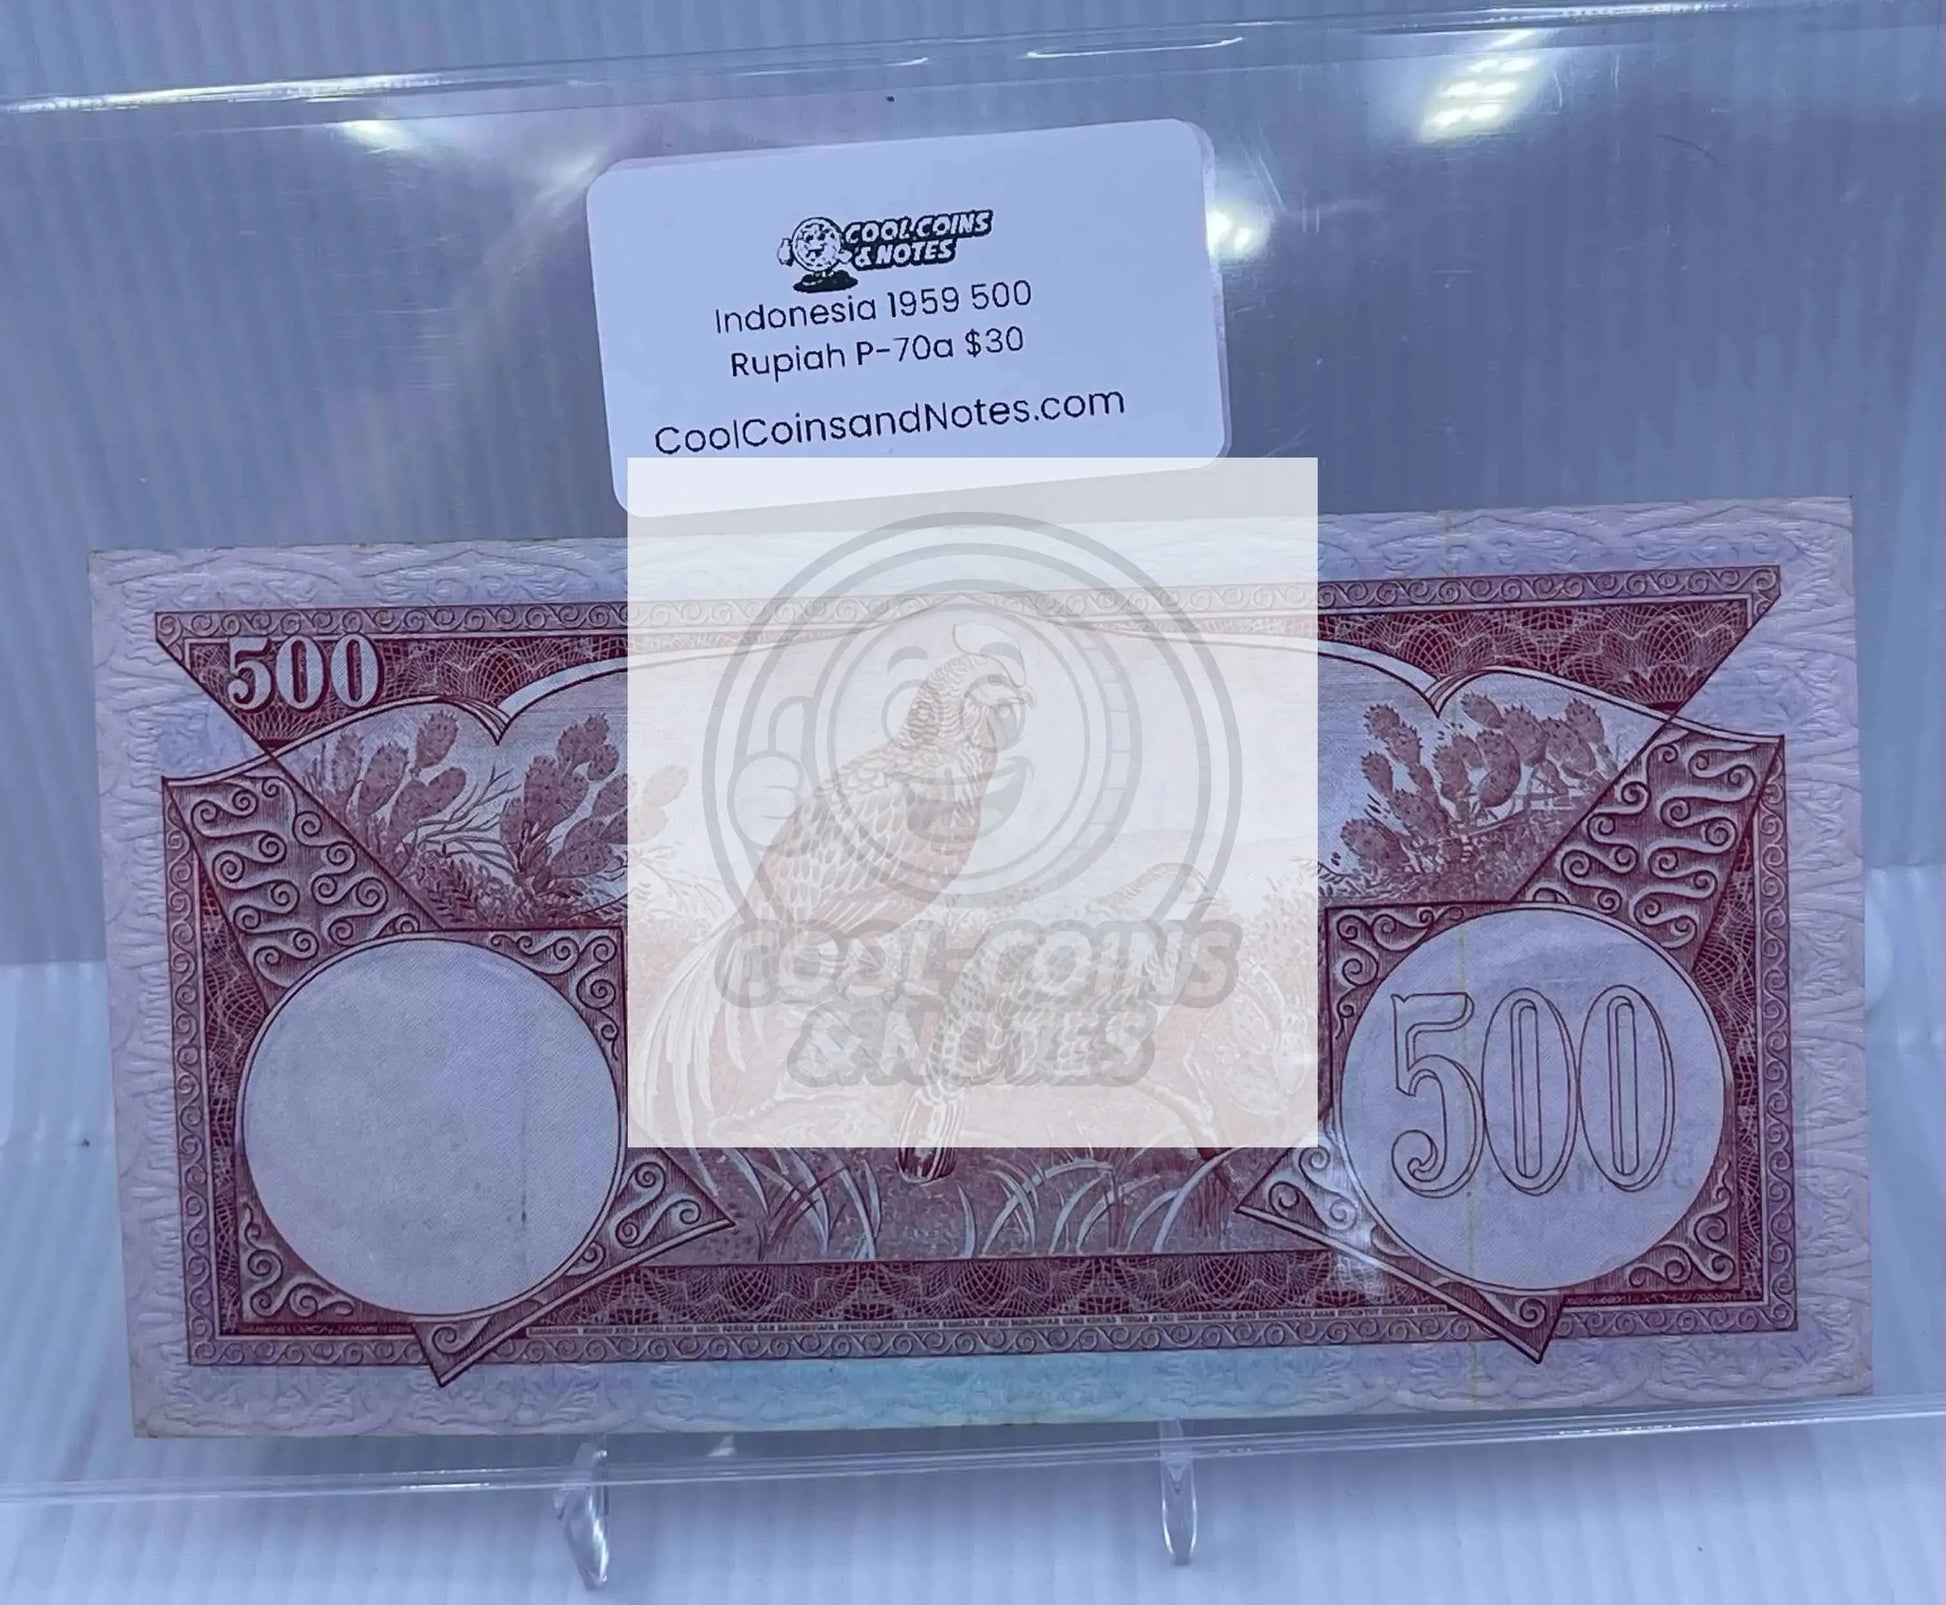 COOL-COINS
& NOTES
Indonesia 1959 500
Rupiah P-70a $30
CoolCoinsandNotes.com
500
COOL-COINS
& NOTES
500